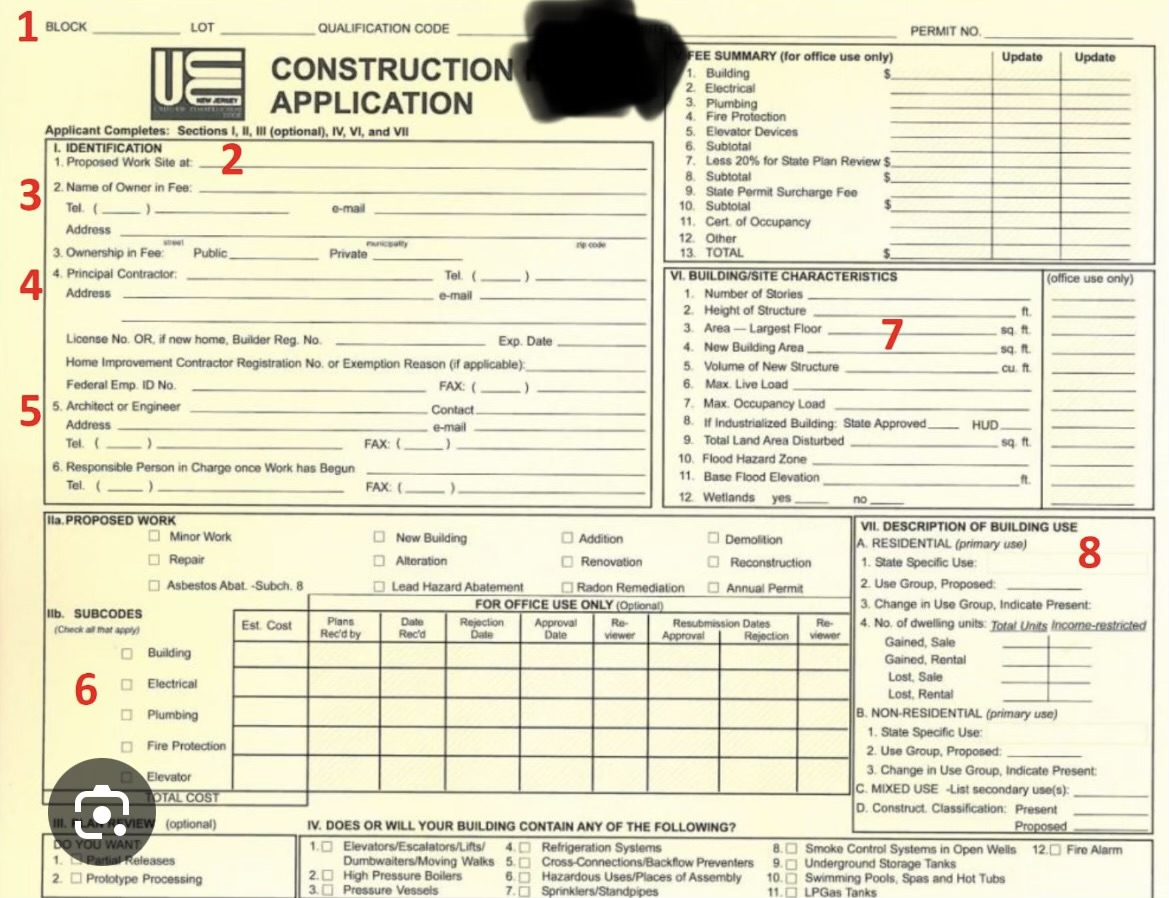 1 BLOCK LOT QUALIFICATION CODE PERMIT NO.
UCC
NEW JERSEY
UNIFORM CONSTRUCTION CODE
CONSTRUCTION
APPLICATION
Applicant Completes: Sections I, II, III (optional), IV, VI, and VII
I. IDENTIFICATION
2
1. Proposed Work Site at:
3
2. Name of Owner in Fee:
Tel. ( ) e-mail
Address
street municipality zip code
3. Ownership in Fee: Public Private
4
4. Principal Contractor: Tel. ( )
Address e-mail
License No. OR, if new home, Builder Reg. No. Exp. Date
Home Improvement Contractor Registration No. or Exemption Reason (if applicable):
Federal Emp. ID No. FAX: ( )
5
5. Architect or Engineer Contact
Address e-mail
Tel. ( ) FAX: ( )
6. Responsible Person in Charge once Work has Begun
Tel. ( ) FAX: ( )
V. FEE SUMMARY (for office use only) Update Update
1. Building $
2. Electrical
3. Plumbing
4. Fire Protection
5. Elevator Devices
6. Subtotal
7. Less 20% for State Plan Review $
8. Subtotal $
9. State Permit Surcharge Fee
10. Subtotal $
11. Cert. of Occupancy
12. Other
13. TOTAL $
VI. BUILDING/SITE CHARACTERISTICS (office use only)
1. Number of Stories
2. Height of Structure ft.
3. Area — Largest Floor sq. ft.
7
4. New Building Area sq. ft.
5. Volume of New Structure cu. ft.
6. Max. Live Load
7. Max. Occupancy Load
8. If Industrialized Building: State Approved HUD
9. Total Land Area Disturbed sq. ft.
10. Flood Hazard Zone
11. Base Flood Elevation ft.
12. Wetlands yes no
IIa. PROPOSED WORK
Minor Work New Building Addition Demolition
Repair Alteration Renovation Reconstruction
Asbestos Abat. -Subch. 8 Lead Hazard Abatement Radon Remediation Annual Permit
FOR OFFICE USE ONLY (Optional)
IIb. SUBCODES
(Check all that apply)
Est. Cost
Plans Rec'd by
Date Rec'd
Rejection Date
Approval Date
Re-viewer
Resubmission Dates
Approval Rejection
Re-viewer
Building
Electrical
6
Plumbing
Fire Protection
Elevator
TOTAL COST
VII. DESCRIPTION OF BUILDING USE
A. RESIDENTIAL (primary use)
8
1. State Specific Use:
2. Use Group, Proposed:
3. Change in Use Group, Indicate Present:
4. No. of dwelling units: Total Units Income-restricted
Gained, Sale
Gained, Rental
Lost, Sale
Lost, Rental
B. NON-RESIDENTIAL (primary use)
1. State Specific Use:
2. Use Group, Proposed:
3. Change in Use Group, Indicate Present:
C. MIXED USE -List secondary use(s):
D. Construct. Classification: Present
Proposed
III. PLAN REVIEW (optional)
DO YOU WANT:
1. Partial Releases
2. Prototype Processing
IV. DOES OR WILL YOUR BUILDING CONTAIN ANY OF THE FOLLOWING?
1. Elevators/Escalators/Lifts/
Dumbwaiters/Moving Walks
2. High Pressure Boilers
3. Pressure Vessels
4. Refrigeration Systems
5. Cross-Connections/Backflow Preventers
6. Hazardous Uses/Places of Assembly
7. Sprinklers/Standpipes
8. Smoke Control Systems in Open Wells
9. Underground Storage Tanks
10. Swimming Pools, Spas and Hot Tubs
11. LPGas Tanks
12. Fire Alarm